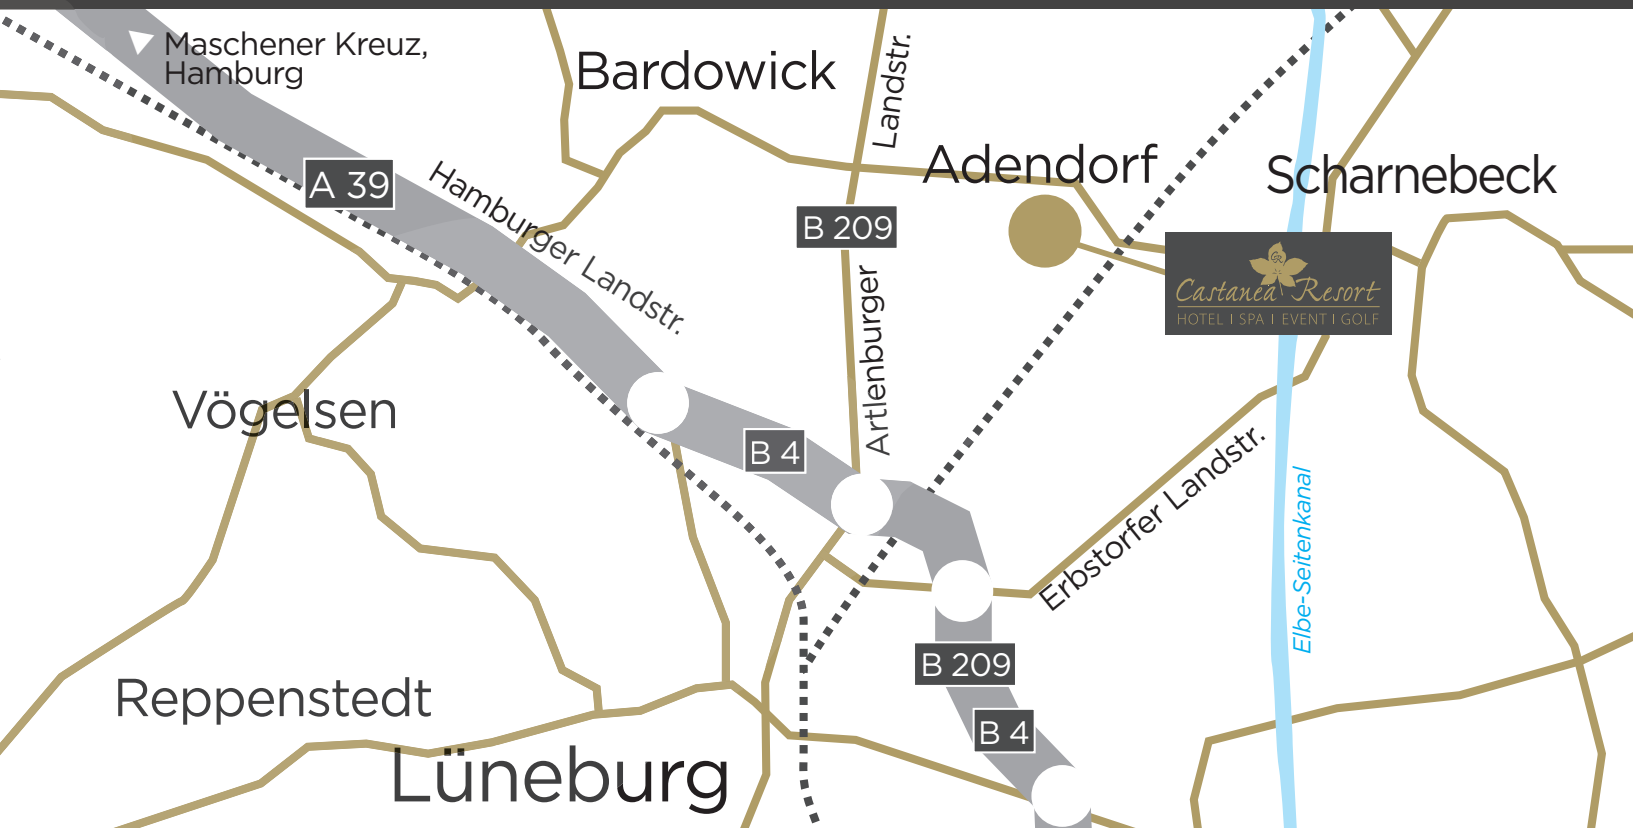 Maschener Kreuz,
Hamburg
Bardowick
Landstr.
Adendorf
Scharnebeck
A 39
Hamburger Landstr.
B 209
Castanea Resort
HOTEL | SPA | EVENT | GOLF
Artlenburger
Vögelsen
B 4
Erbstorfer Landstr.
Elbe-Seitenkanal
B 209
Reppenstedt
B 4
Lüneburg